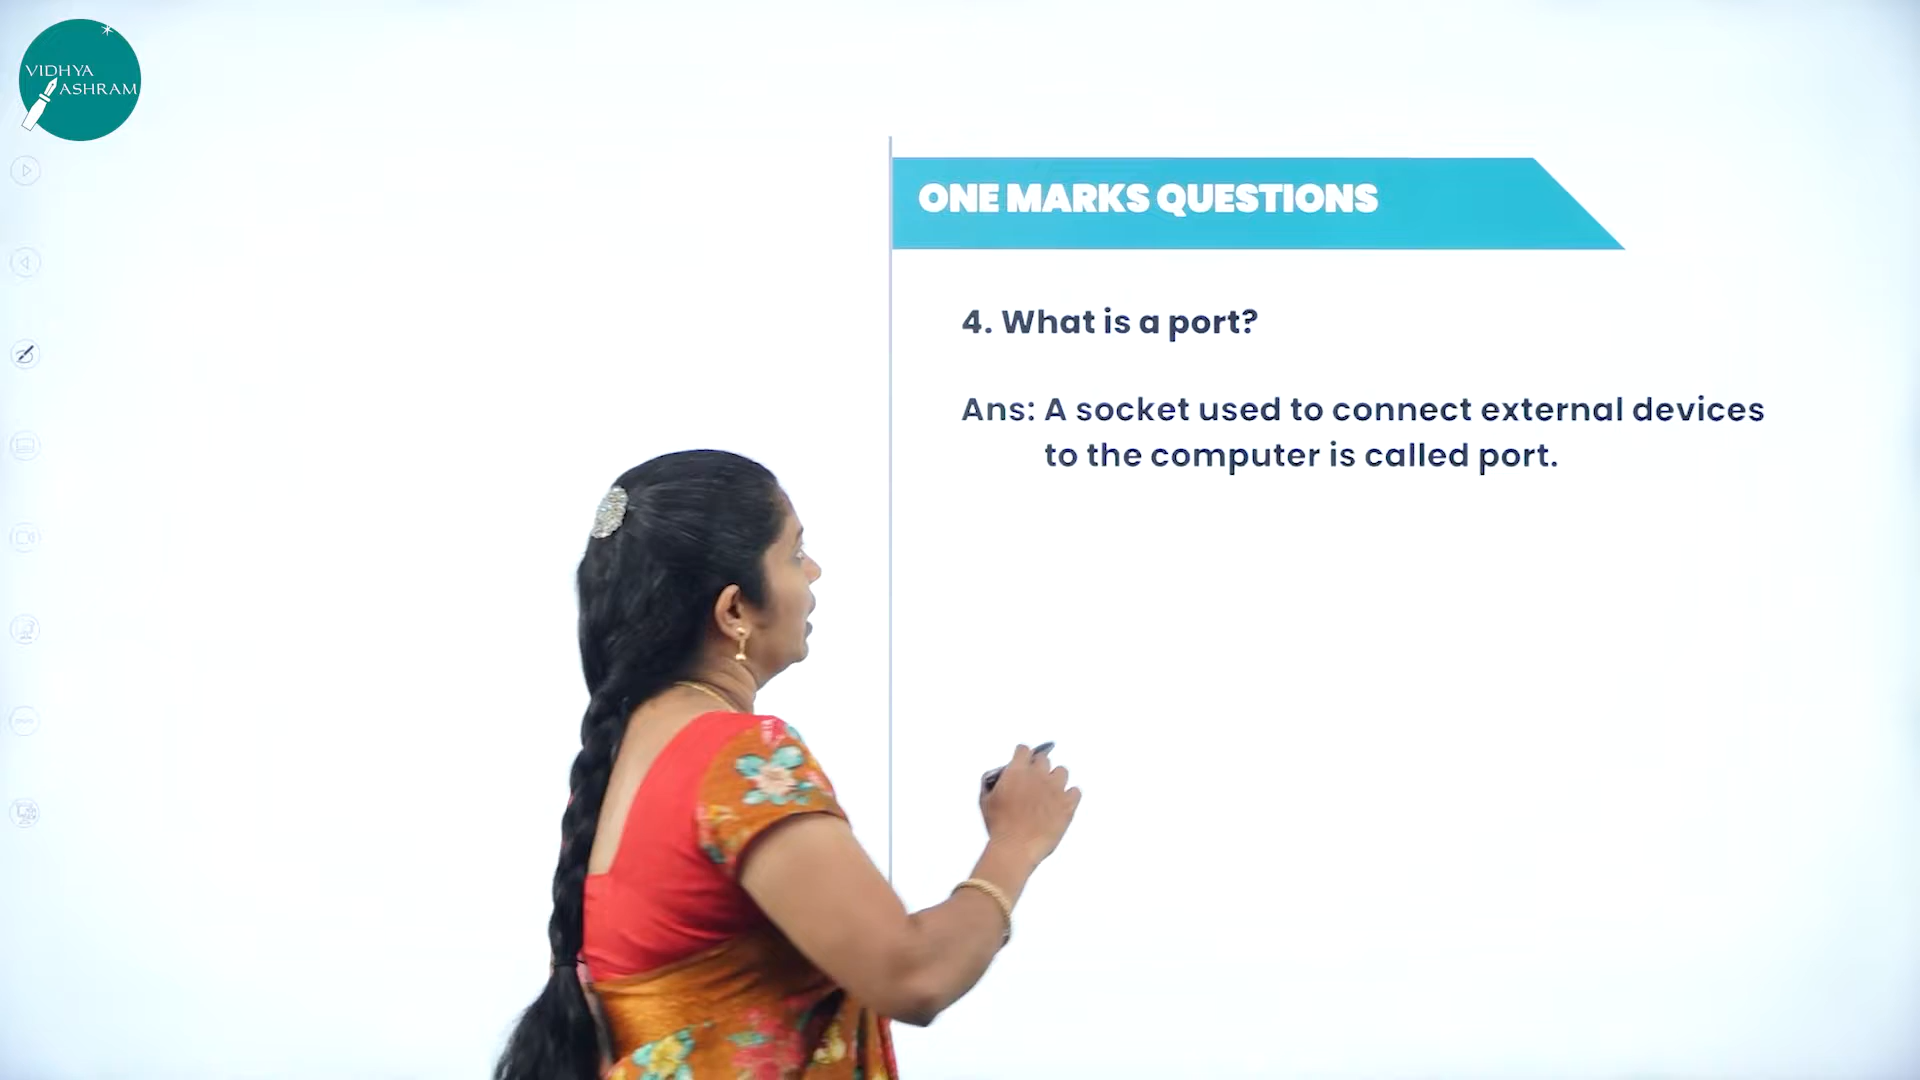 VIDHYA
ASHRAM
ONE MARKS QUESTIONS
4. What is a port?
Ans: A socket used to connect external devices
to the computer is called port.